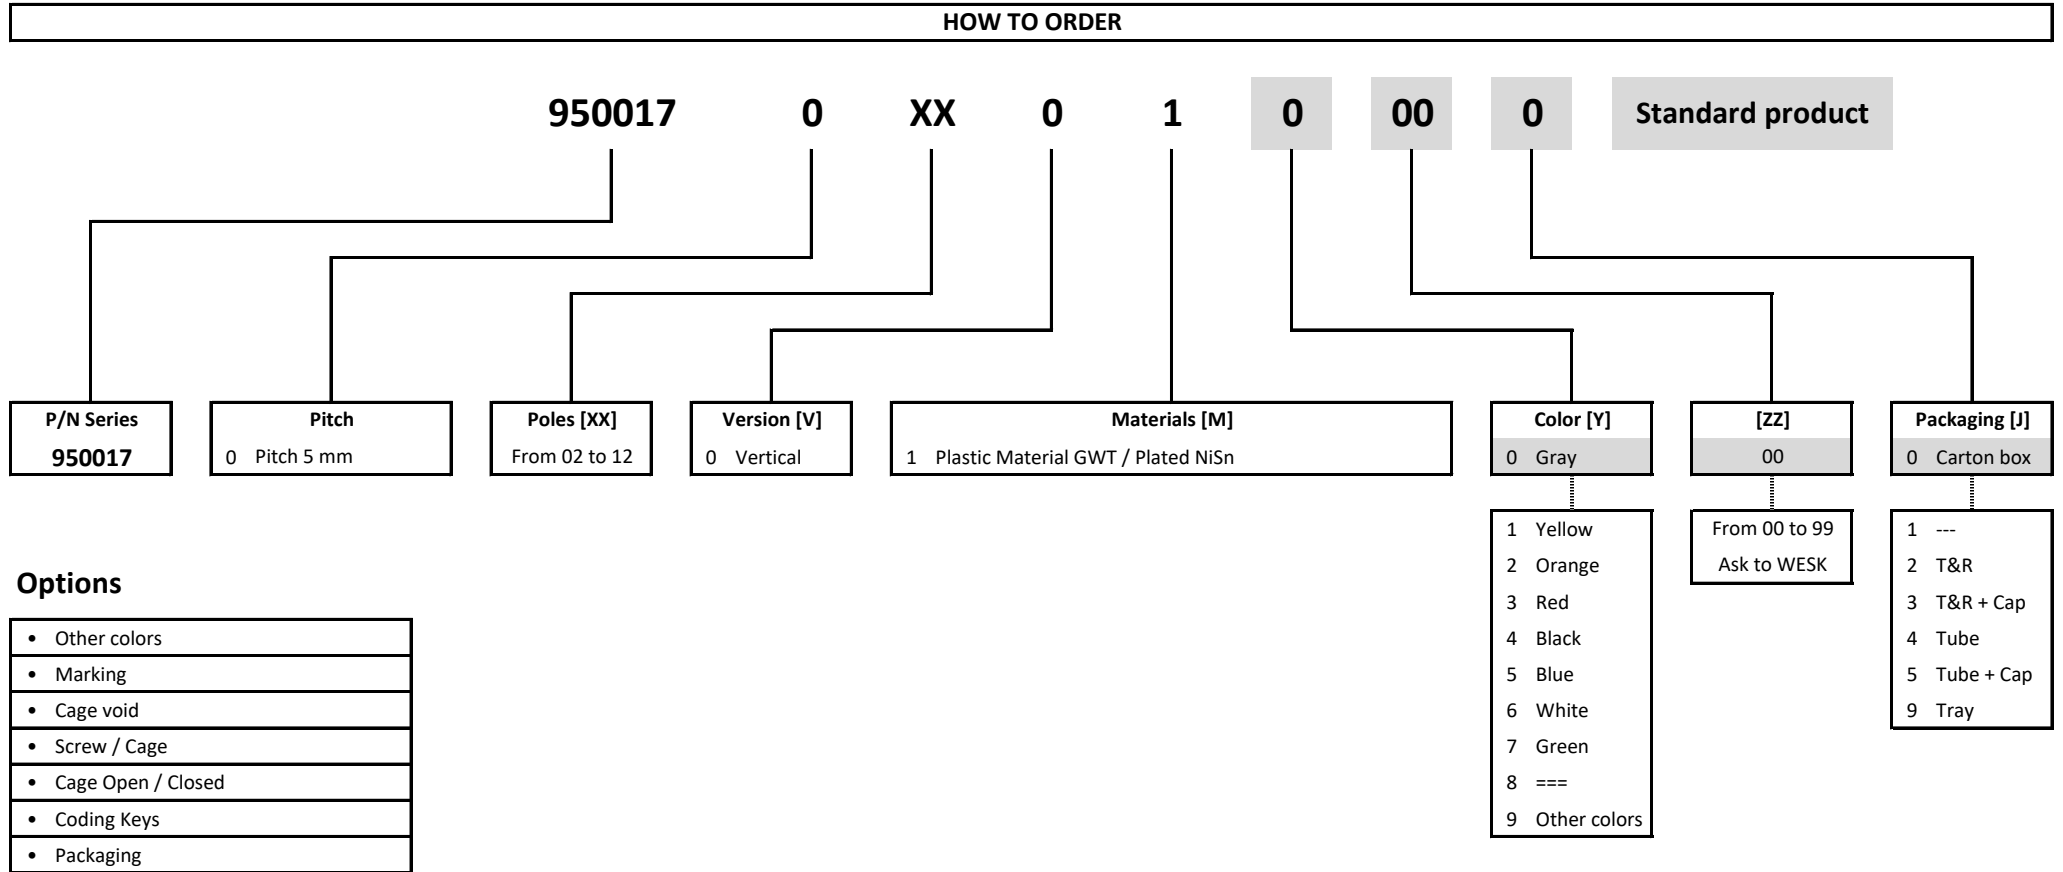 HOW TO ORDER
950017 0 XX 0 1 0 00 0 Standard product
P/N Series
950017
Pitch
0 Pitch 5 mm
Poles [XX]
From 02 to 12
Version [V]
0 Vertical
Materials [M]
1 Plastic Material GWT / Plated NiSn
Color [Y]
0 Gray
1 Yellow
2 Orange
3 Red
4 Black
5 Blue
6 White
7 Green
8 ===
9 Other colors
[ZZ]
00
From 00 to 99
Ask to WESK
Packaging [J]
0 Carton box
1 ---
2 T&R
3 T&R + Cap
4 Tube
5 Tube + Cap
9 Tray
Options
• Other colors
• Marking
• Cage void
• Screw / Cage
• Cage Open / Closed
• Coding Keys
• Packaging